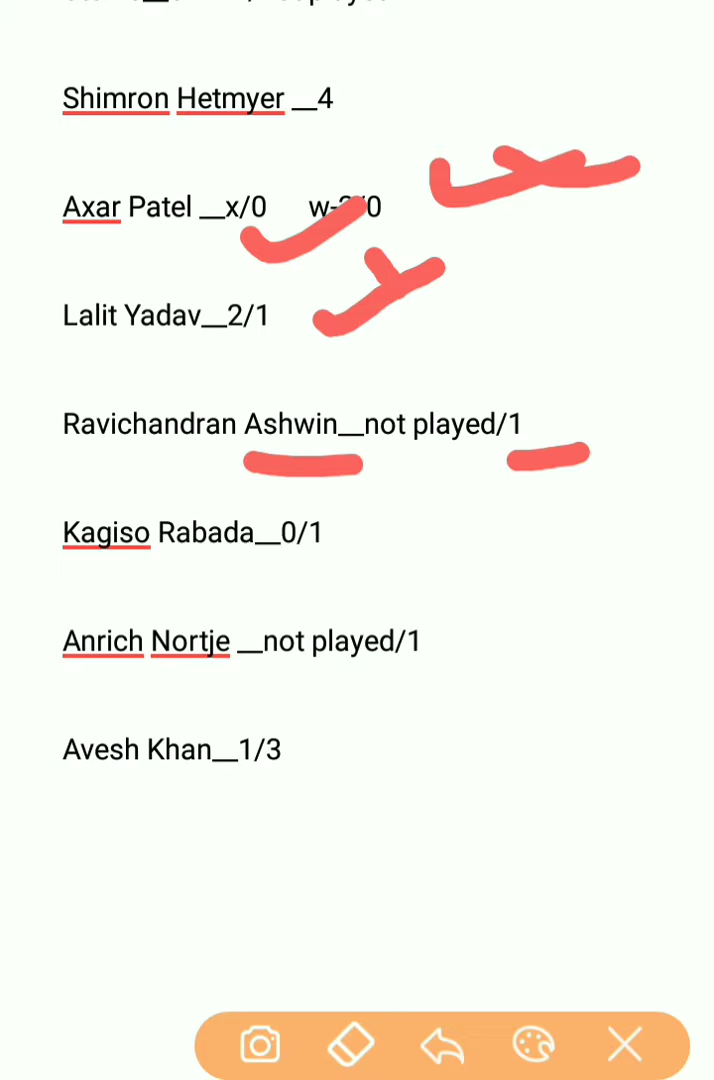 Shimron Hetmyer __4
Axar Patel __x/0 w-
Lalit Yadav__2/1
Ravichandran Ashwin__not played/1
Kagiso Rabada__0/1
Anrich Nortje __not played/1
Avesh Khan__1/3